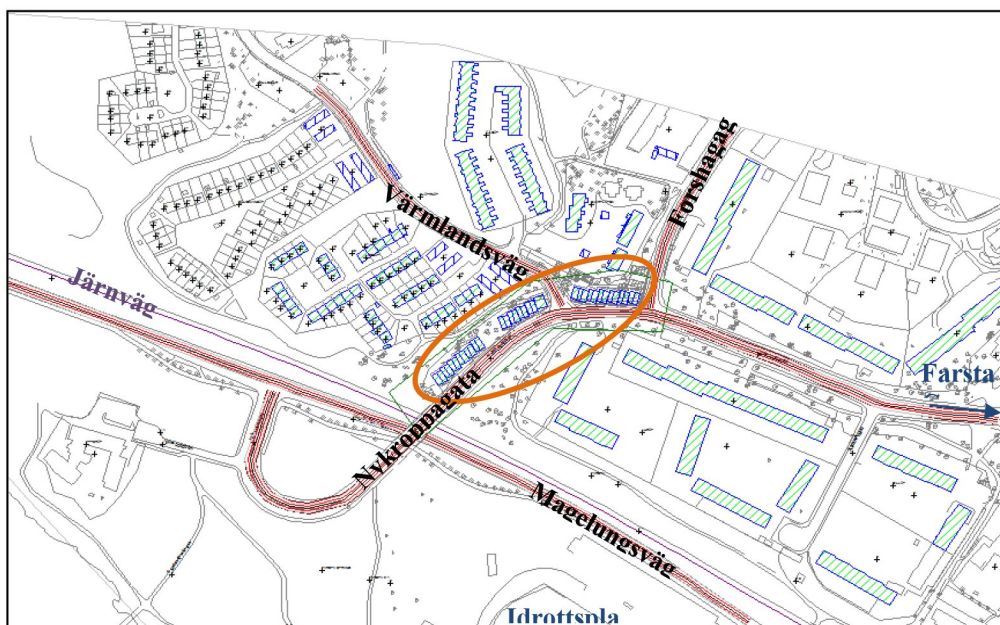 Forshagag
Värmlandsväg
Järnväg
Farsta
Nykroppagata
Magelungsväg
Idrottspla